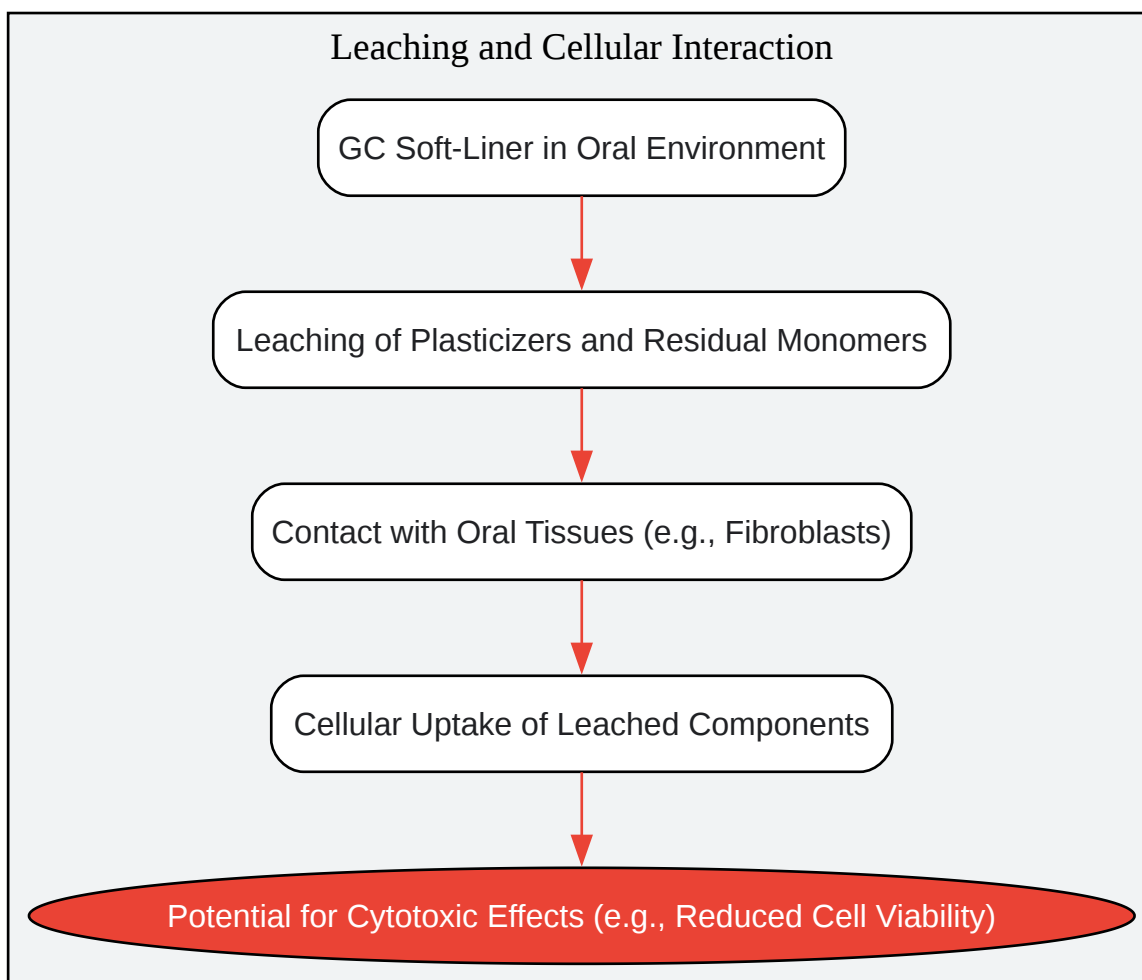 Leaching and Cellular Interaction
GC Soft-Liner in Oral Environment
Leaching of Plasticizers and Residual Monomers
Contact with Oral Tissues (e.g., Fibroblasts)
Cellular Uptake of Leached Components
Potential for Cytotoxic Effects (e.g., Reduced Cell Viability)